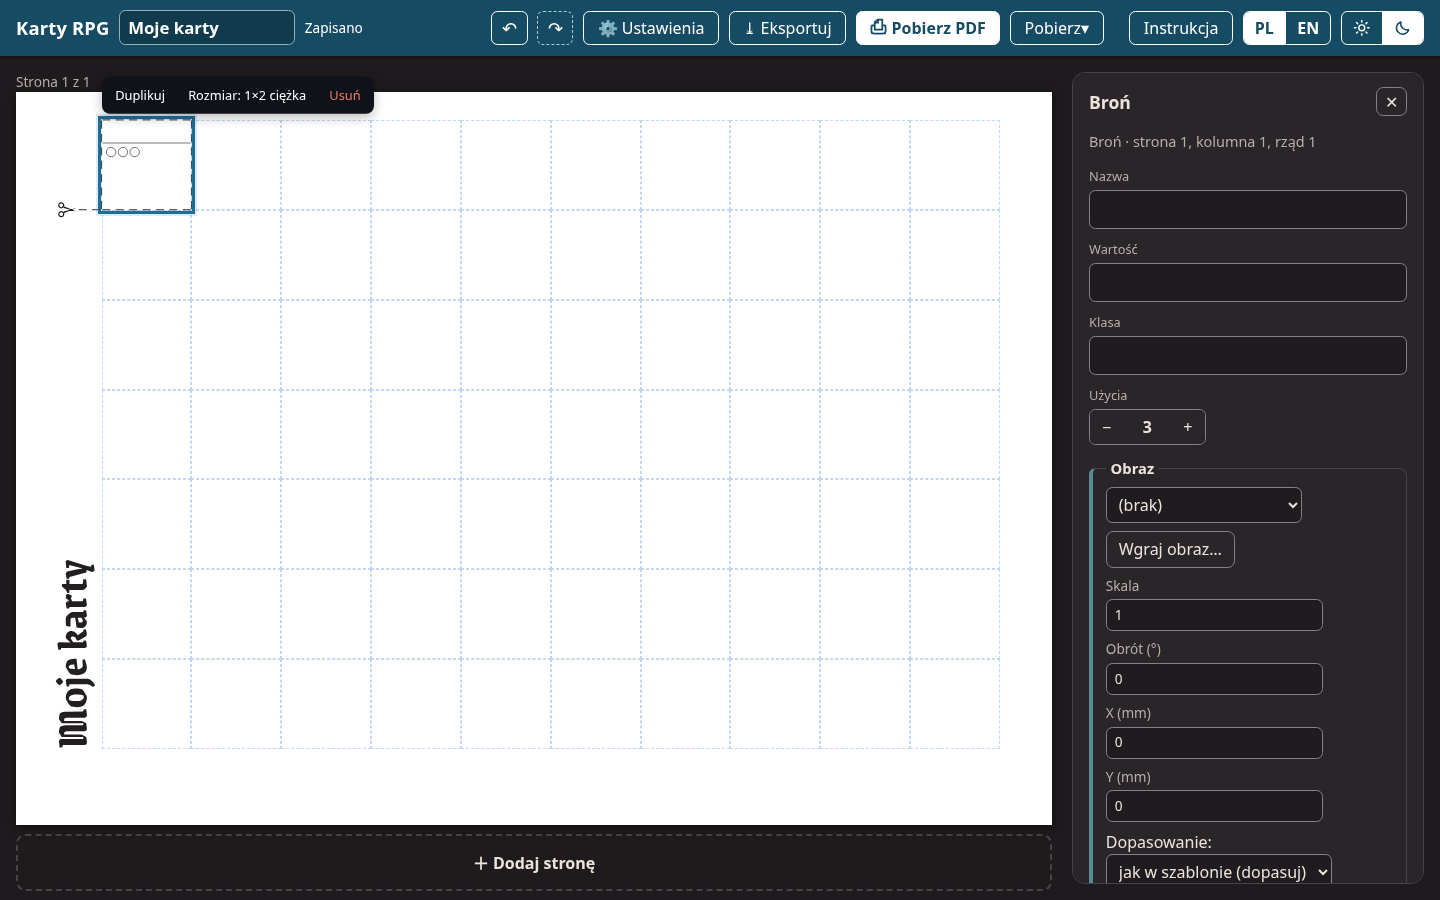 Karty RPG
Moje karty
Zapisano
↶
↷
⚙️ Ustawienia
⤓ Eksportuj
Pobierz PDF
Pobierz▾
Instrukcja
PL
EN
Strona 1 z 1
Duplikuj
Rozmiar: 1×2 ciężka
Usuń
Moje karty
＋ Dodaj stronę
Broń
✕
Broń · strona 1, kolumna 1, rząd 1
Nazwa
Wartość
Klasa
Użycia
− 3 +
Obraz
(brak)
Wgraj obraz…
Skala
1
Obrót (°)
0
X (mm)
0
Y (mm)
0
Dopasowanie:
jak w szablonie (dopasuj)